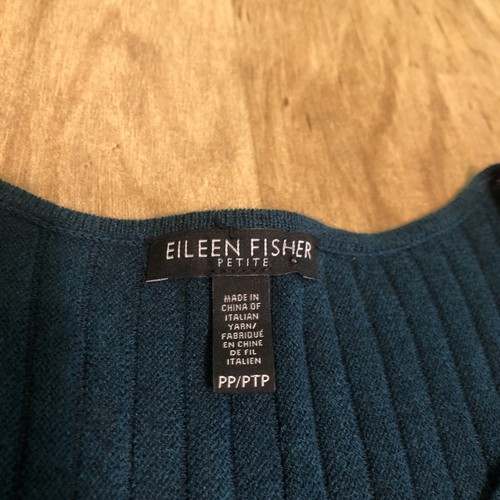 EILEEN FISHER
PETITE
MADE IN
CHINA OF
ITALIAN
YARN/
FABRIQUÉ
EN CHINE
DE FIL
ITALIEN
PP/PTP